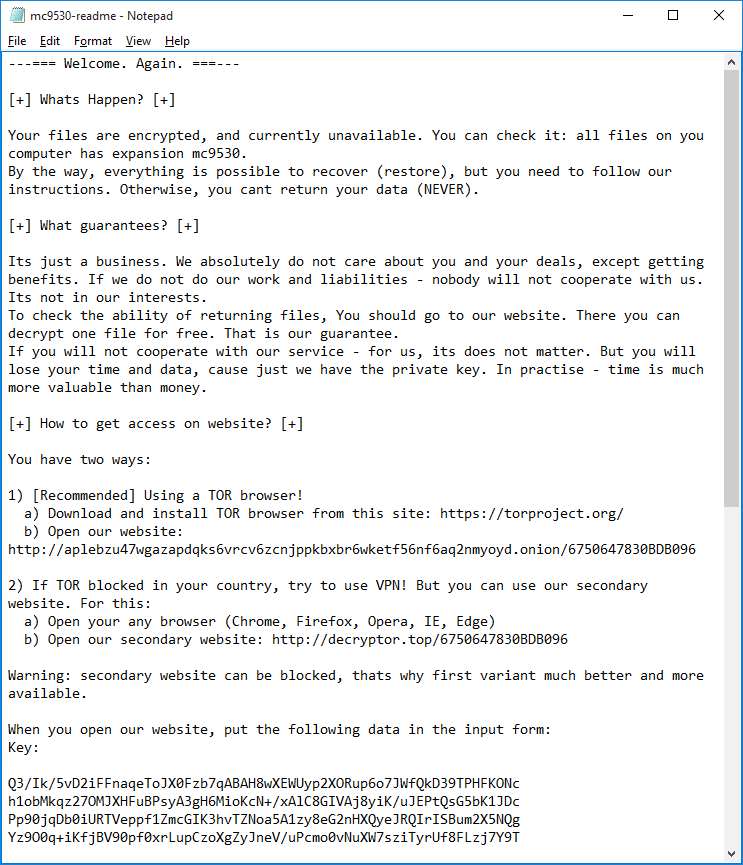 mc9530-readme - Notepad
File Edit Format View Help
---=== Welcome. Again. ===---
[+] Whats Happen? [+]
Your files are encrypted, and currently unavailable. You can check it: all files on you
computer has expansion mc9530.
By the way, everything is possible to recover (restore), but you need to follow our
instructions. Otherwise, you cant return your data (NEVER).
[+] What guarantees? [+]
Its just a business. We absolutely do not care about you and your deals, except getting
benefits. If we do not do our work and liabilities - nobody will not cooperate with us.
Its not in our interests.
To check the ability of returning files, You should go to our website. There you can
decrypt one file for free. That is our guarantee.
If you will not cooperate with our service - for us, its does not matter. But you will
lose your time and data, cause just we have the private key. In practise - time is much
more valuable than money.
[+] How to get access on website? [+]
You have two ways:
1) [Recommended] Using a TOR browser!
a) Download and install TOR browser from this site: https://torproject.org/
b) Open our website:
http://aplebzu47wgazapdqks6vrcv6zcnjppkbxbr6wketf56nf6aq2nmyoyd.onion/6750647830BDB096
2) If TOR blocked in your country, try to use VPN! But you can use our secondary
website. For this:
a) Open your any browser (Chrome, Firefox, Opera, IE, Edge)
b) Open our secondary website: http://decryptor.top/6750647830BDB096
Warning: secondary website can be blocked, thats why first variant much better and more
available.
When you open our website, put the following data in the input form:
Key:
Q3/Ik/5vD2iFFnaqeToJX0Fzb7qABAH8wXEWUyp2XORup6o7JWfQkD39TPHFKONc
h1obMkqz27OMJXHFuBPsyA3gH6MioKcN+/xAlC8GIVAj8yiK/uJEPtQsG5bK1JDc
Pp90jqDb0iURTVeppf1ZmcGIK3hvTZNoa5A1zy8eG2nHXQyeJRQIrISBum2X5NQg
Yz9O0q+iKfjBV90pf0xrLupCzoXgZyJneV/uPcmo0vNuXW7sziTyrUf8FLzj7Y9T